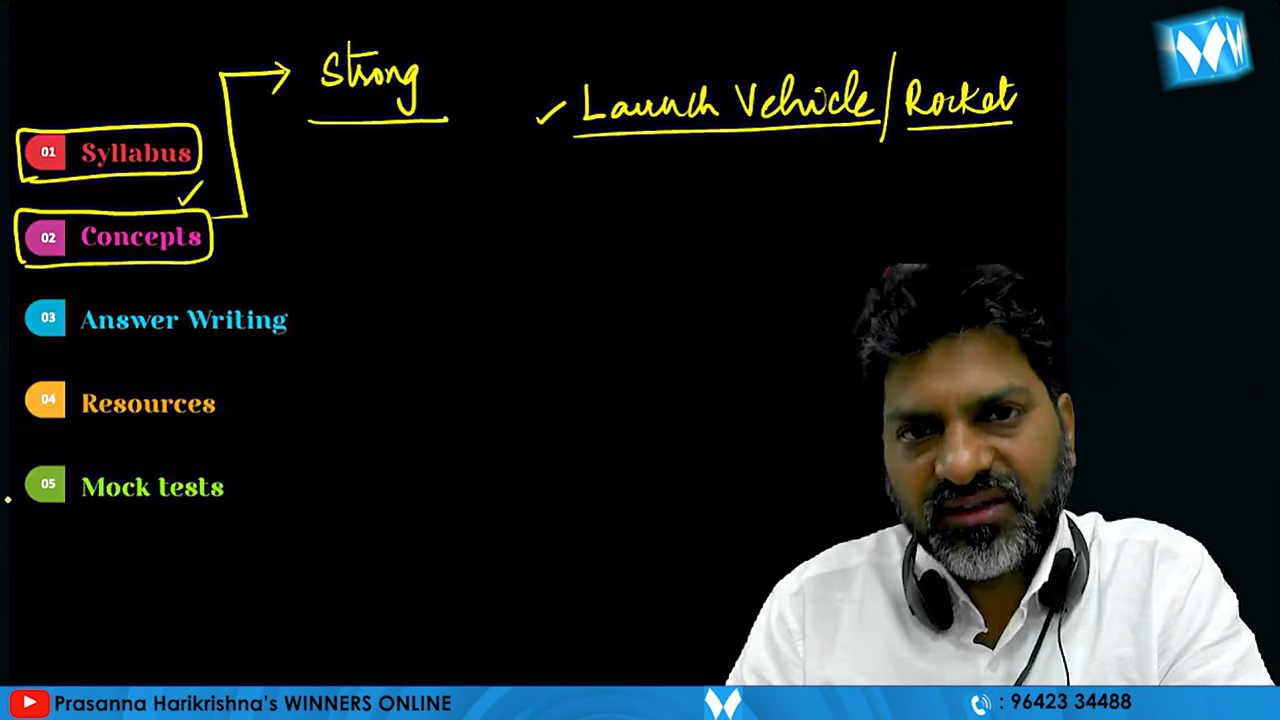 Strong
✓ Launch Vehicle / Rocket
01 Syllabus
02 Concepts
03 Answer Writing
04 Resources
05 Mock tests
Prasanna Harikrishna's WINNERS ONLINE
: 96423 34488